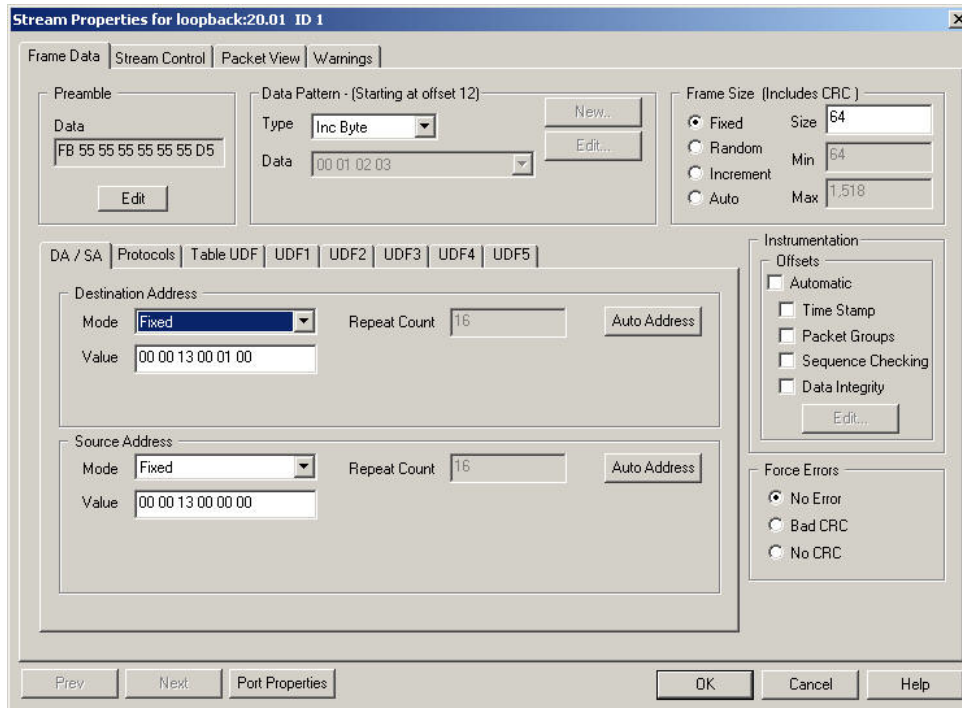 Stream Properties for loopback:20.01 ID 1
Frame Data Stream Control Packet View Warnings
Preamble
Data
FB 55 55 55 55 55 55 D5
Edit
Data Pattern - (Starting at offset 12)
Type Inc Byte
Data 00 01 02 03
New..
Edit...
Frame Size (Includes CRC )
Fixed
Random
Increment
Auto
Size 64
Min 64
Max 1,518
DA / SA Protocols Table UDF UDF1 UDF2 UDF3 UDF4 UDF5
Destination Address
Mode Fixed Repeat Count 16 Auto Address
Value 00 00 13 00 01 00
Source Address
Mode Fixed Repeat Count 16 Auto Address
Value 00 00 13 00 00 00
Instrumentation
Offsets
Automatic
Time Stamp
Packet Groups
Sequence Checking
Data Integrity
Edit...
Force Errors
No Error
Bad CRC
No CRC
Prev Next Port Properties OK Cancel Help